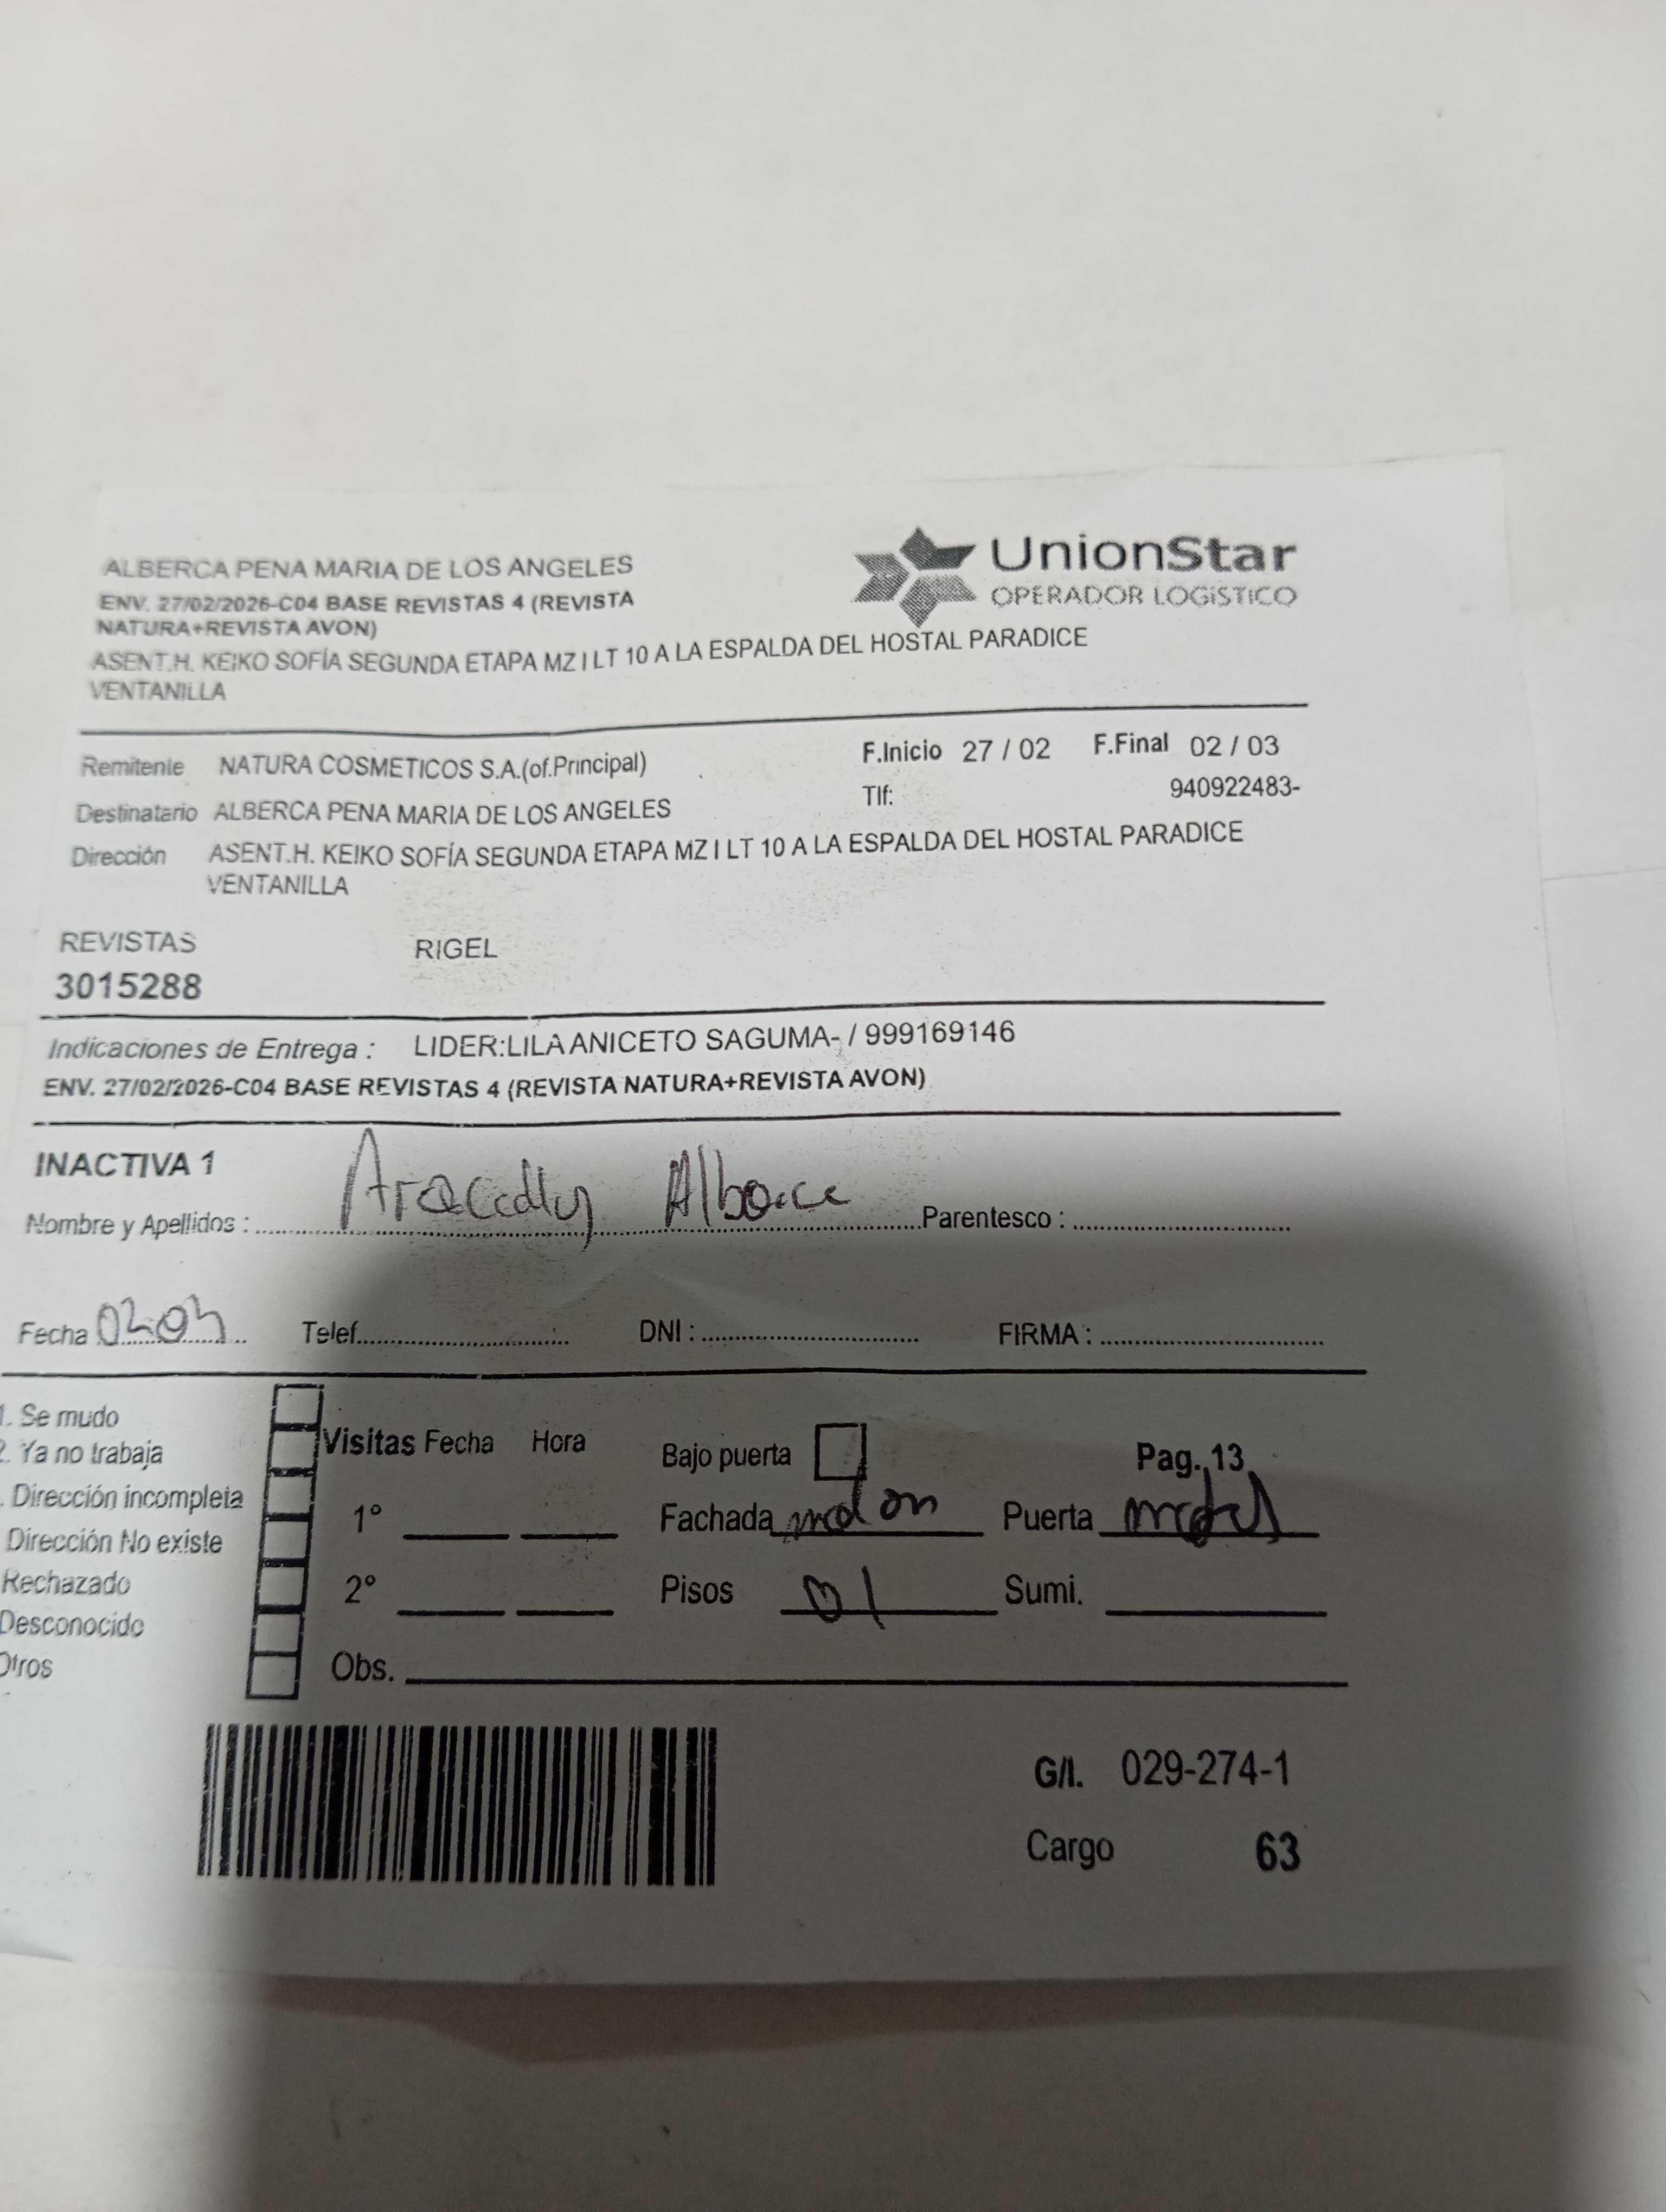 ALBERCA PENA MARIA DE LOS ANGELES
ENV. 27/02/2026-C04 BASE REVISTAS 4 (REVISTA
NATURA+REVISTA AVON)
ASENT.H. KEIKO SOFÍA SEGUNDA ETAPA MZ I LT 10 A LA ESPALDA DEL HOSTAL PARADICE
VENTANILLA
UnionStar
OPERADOR LOGÍSTICO
Remitente NATURA COSMETICOS S.A.(of.Principal)
F.Inicio 27 / 02 F.Final 02 / 03
Destinatario ALBERCA PENA MARIA DE LOS ANGELES
Tlf: 940922483-
Dirección ASENT.H. KEIKO SOFÍA SEGUNDA ETAPA MZ I LT 10 A LA ESPALDA DEL HOSTAL PARADICE
VENTANILLA
REVISTAS RIGEL
3015288
Indicaciones de Entrega : LIDER:LILA ANICETO SAGUMA- / 999169146
ENV. 27/02/2026-C04 BASE REVISTAS 4 (REVISTA NATURA+REVISTA AVON)
INACTIVA 1
Nombre y Apellidos : Parentesco :
Fecha Telef. DNI : FIRMA :
1. Se mudo
2. Ya no trabaja
. Dirección incompleta
Dirección No existe
Rechazado
Desconocido
Otros
Visitas Fecha Hora
1°
2°
Obs.
Bajo puerta Pag. 13
Fachada Puerta
Pisos 01 Sumi.
G/I. 029-274-1
Cargo 63